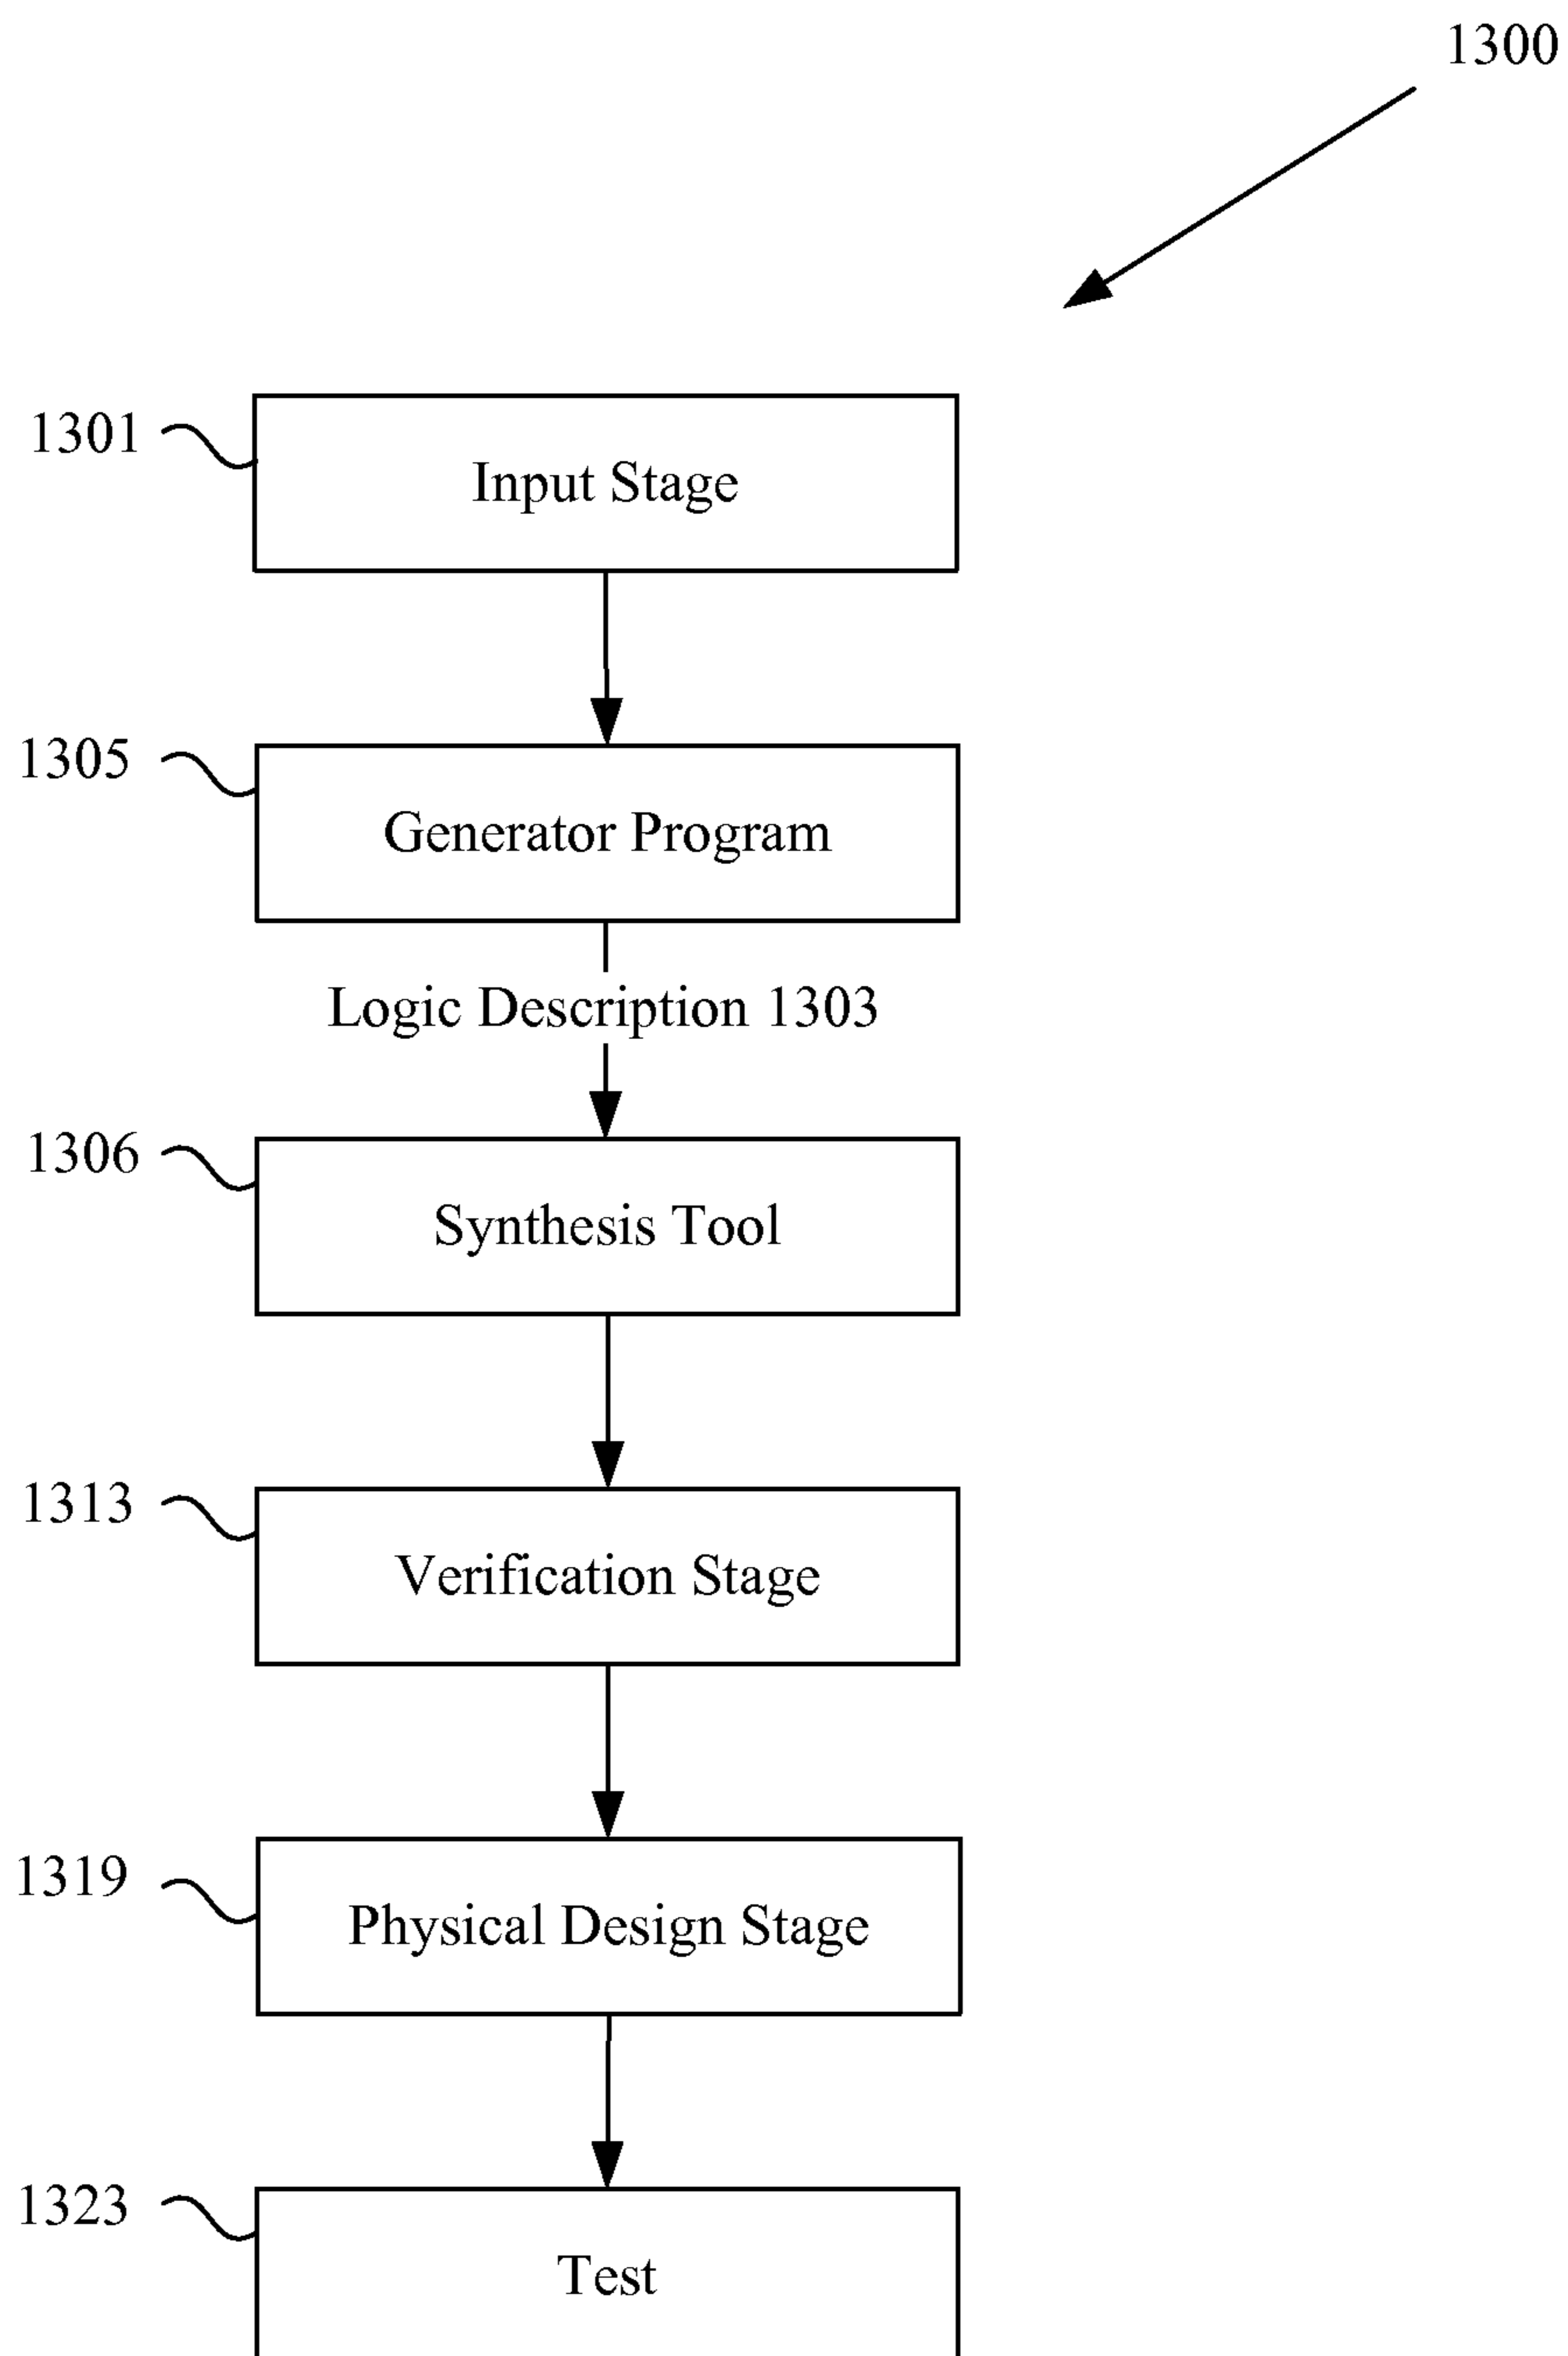 1300
1301
Input Stage
1305
Generator Program
Logic Description 1303
1306
Synthesis Tool
1313
Verification Stage
1319
Physical Design Stage
1323
Test